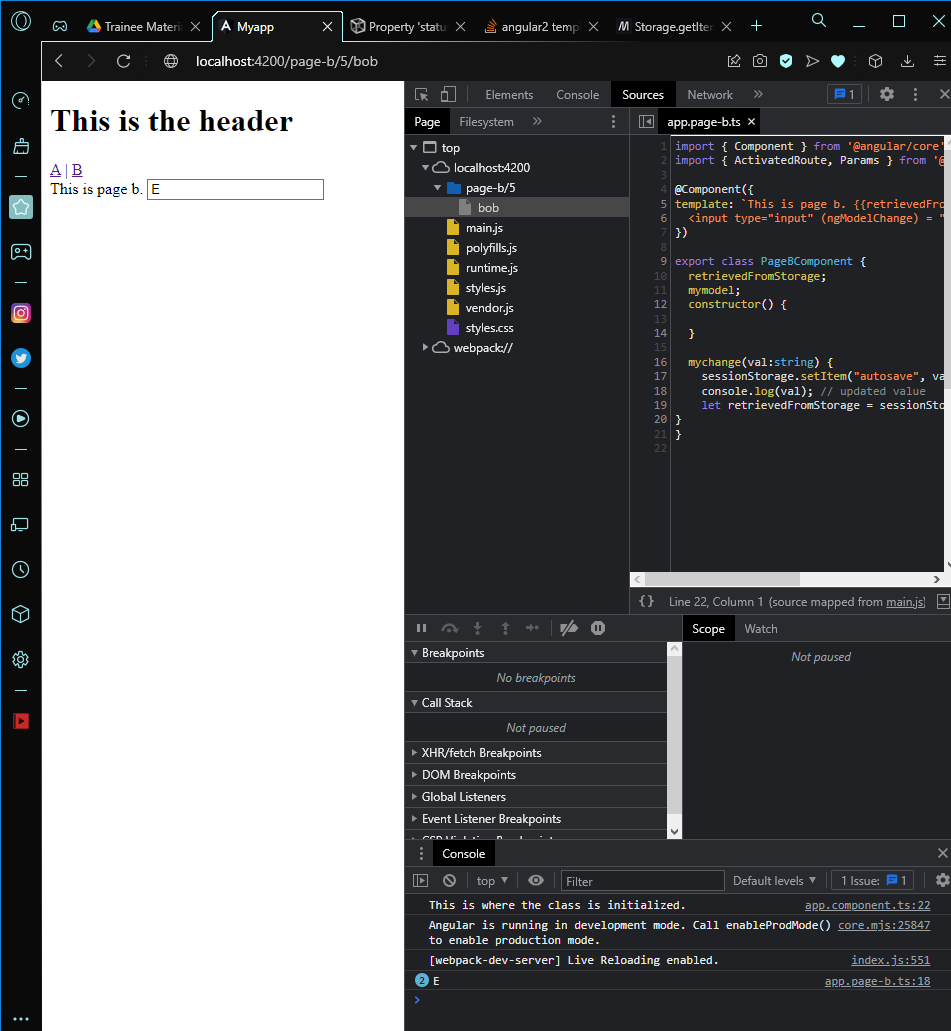 Trainee Materi
Myapp
Property 'statu
angular2 temp
Storage.getIter
localhost:4200/page-b/5/bob
This is the header
A | B
This is page b. E
Elements Console Sources Network
1
Page Filesystem
app.page-b.ts
top
localhost:4200
page-b/5
bob
main.js
polyfills.js
runtime.js
styles.js
vendor.js
styles.css
webpack://
1 import { Component } from '@angular/core'
2 import { ActivatedRoute, Params } from '@
3
4 @Component({
5 template: `This is page b. {{retrievedFro
6 <input type="input" (ngModelChange) = "
7 })
8
9 export class PageBComponent {
10 retrievedFromStorage;
11 mymodel;
12 constructor() {
13
14 }
15
16 mychange(val:string) {
17 sessionStorage.setItem("autosave", va
18 console.log(val); // updated value
19 let retrievedFromStorage = sessionSto
20 }
21 }
22
{} Line 22, Column 1 (source mapped from main.js)
Breakpoints
No breakpoints
Call Stack
Not paused
XHR/fetch Breakpoints
DOM Breakpoints
Global Listeners
Event Listener Breakpoints
Scope Watch
Not paused
Console
top
Filter
Default levels
1 Issue: 1
This is where the class is initialized. app.component.ts:22
Angular is running in development mode. Call enableProdMode() core.mjs:25847
to enable production mode.
[webpack-dev-server] Live Reloading enabled. index.js:551
2 E app.page-b.ts:18